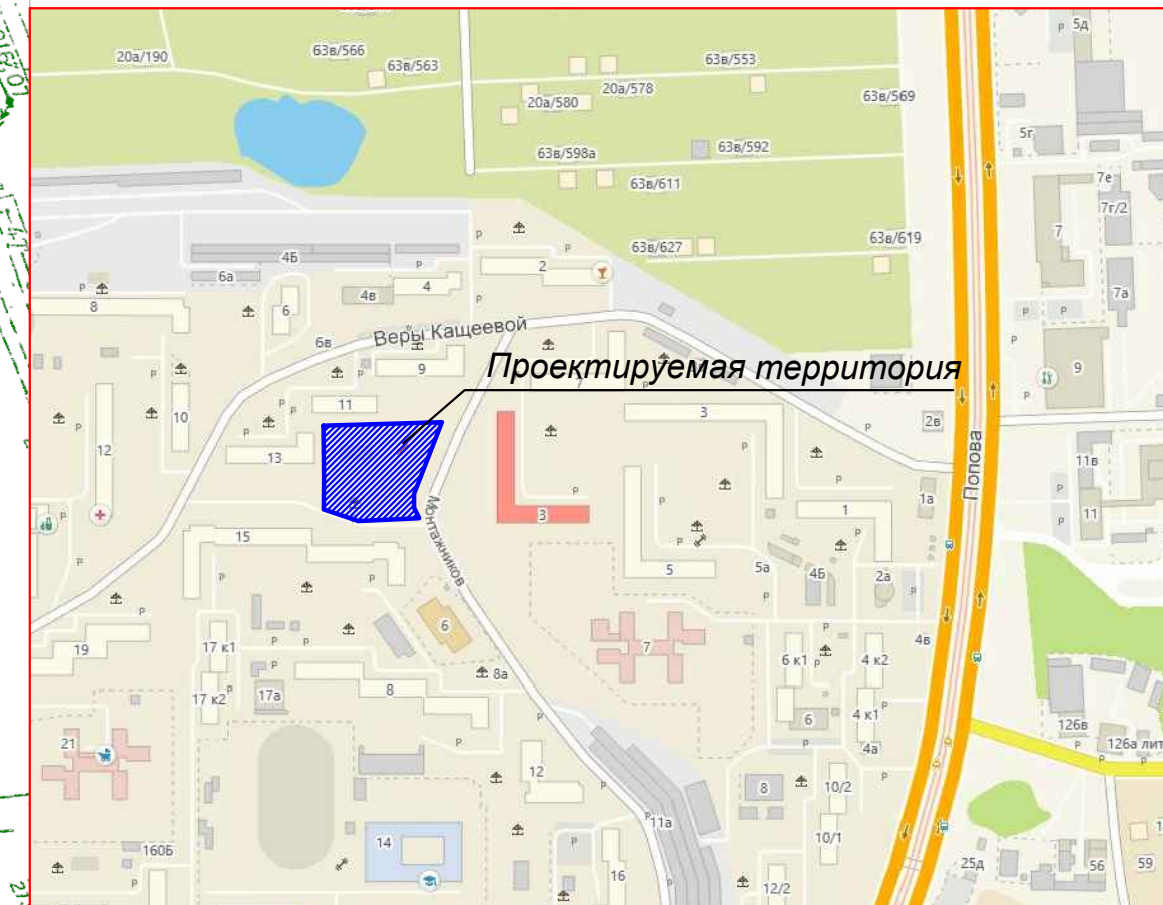 5д
20а/190
63в/566
63в/563
63в/553
20а/578
20а/580
63в/569
5г
63в/598а
63в/592
7е
63в/611
7г/2
63в/627
63в/619
7
4Б
6а
2
7а
8
4в
4
6
Веры Кащеевой
6в
Проектируемая территория
9
9
11
10
3
2в
12
13
Попова
11в
1а
11
3
1
Монтажников
15
5
5а
4Б
2а
6
7
4в
19
17 к1
8а
6 к1
4 к2
17 к2
17а
8
4 к1
6
126в
4а
126а лит
21
12
8
10/2
11а
10/1
14
160Б
16
12/2
25д
56
59